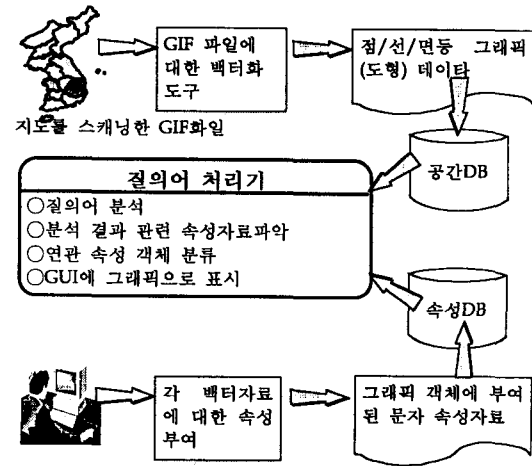 GIF 파일에
대한 백터화
도구
점/선/면등 그래픽
(도형) 데이타
지도를 스캐닝한 GIF화일
공간DB
질의어 처리기
○질의어 분석
○분석 결과 관련 속성자료파악
○연관 속성 객체 분류
○GUI에 그래픽으로 표시
속성DB
각 백터자료
에 대한 속성
부여
그래픽 객체에 부여
된 문자 속성자료